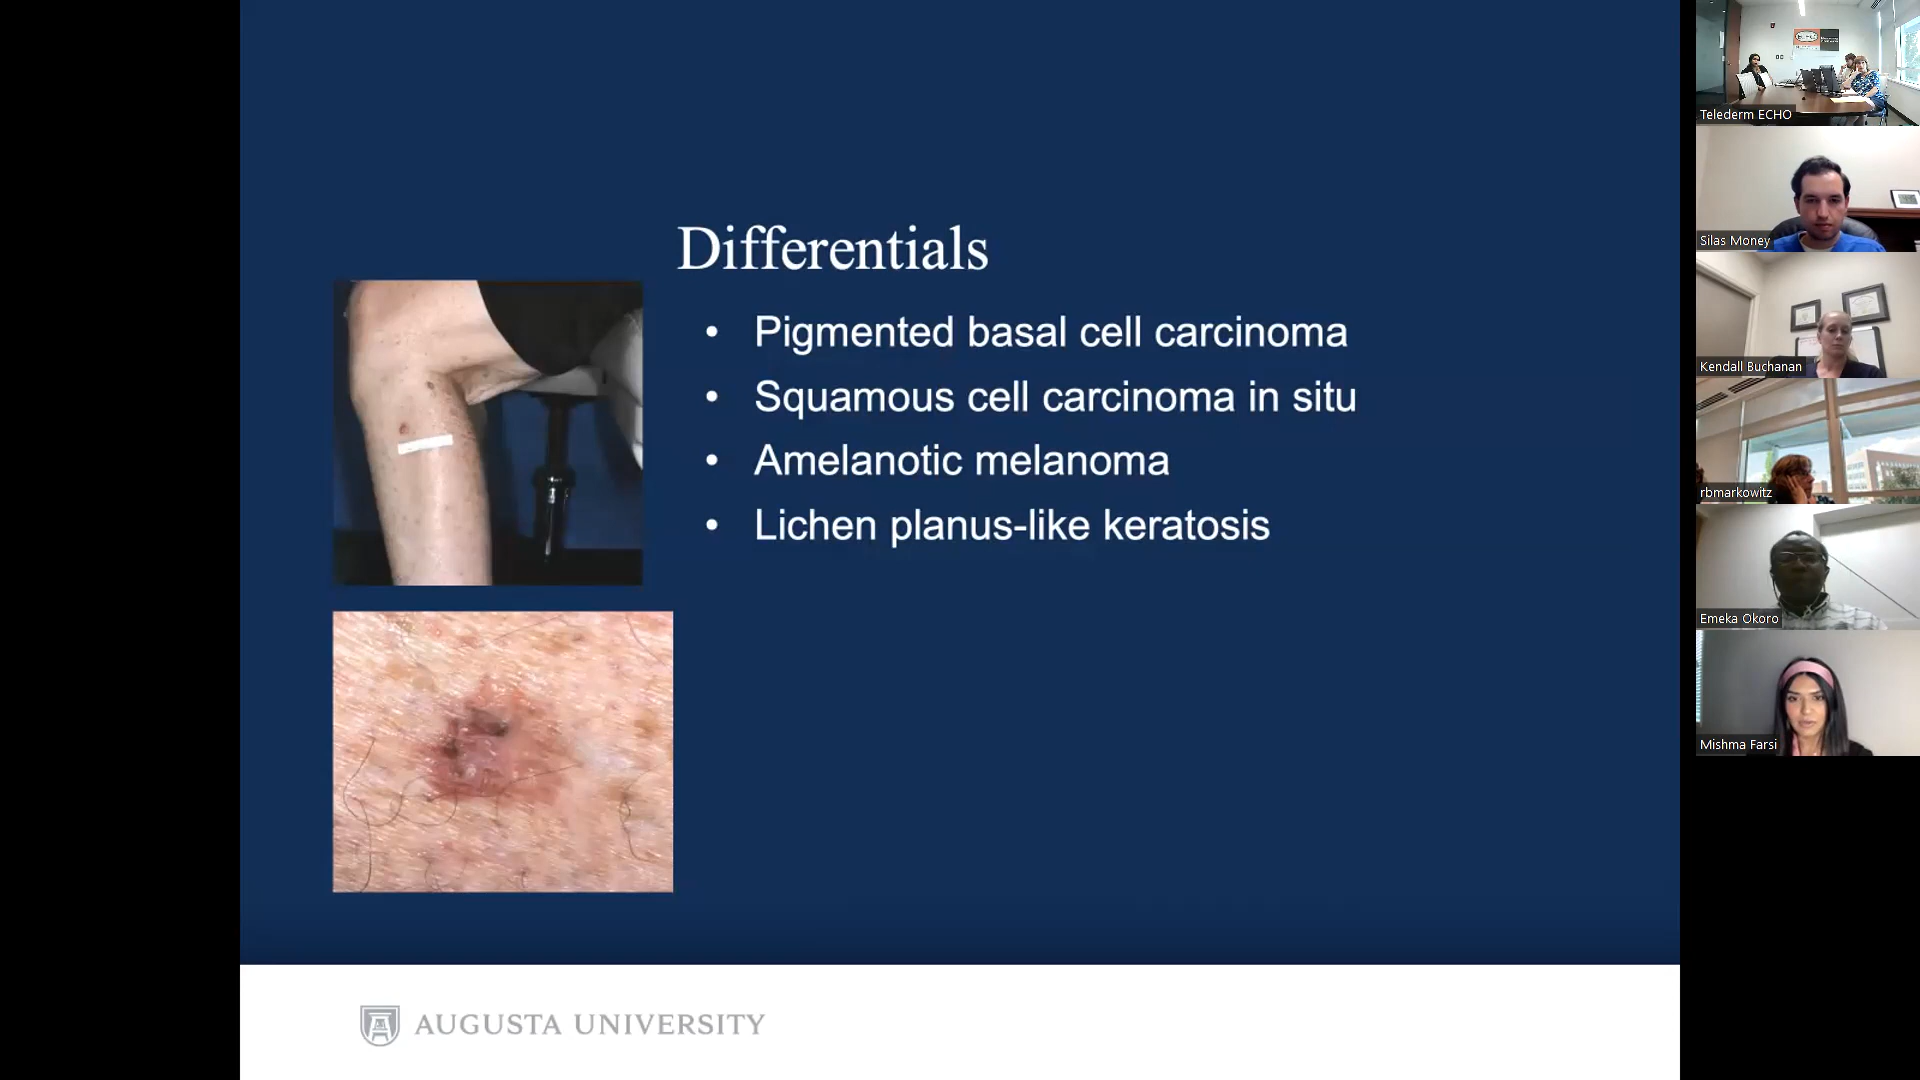 Differentials
• Pigmented basal cell carcinoma
• Squamous cell carcinoma in situ
• Amelanotic melanoma
• Lichen planus-like keratosis
AUGUSTA UNIVERSITY
Telederm ECHO
Silas Money
Kendall Buchanan
rbmarkowitz
Emeka Okoro
Mishma Farsi